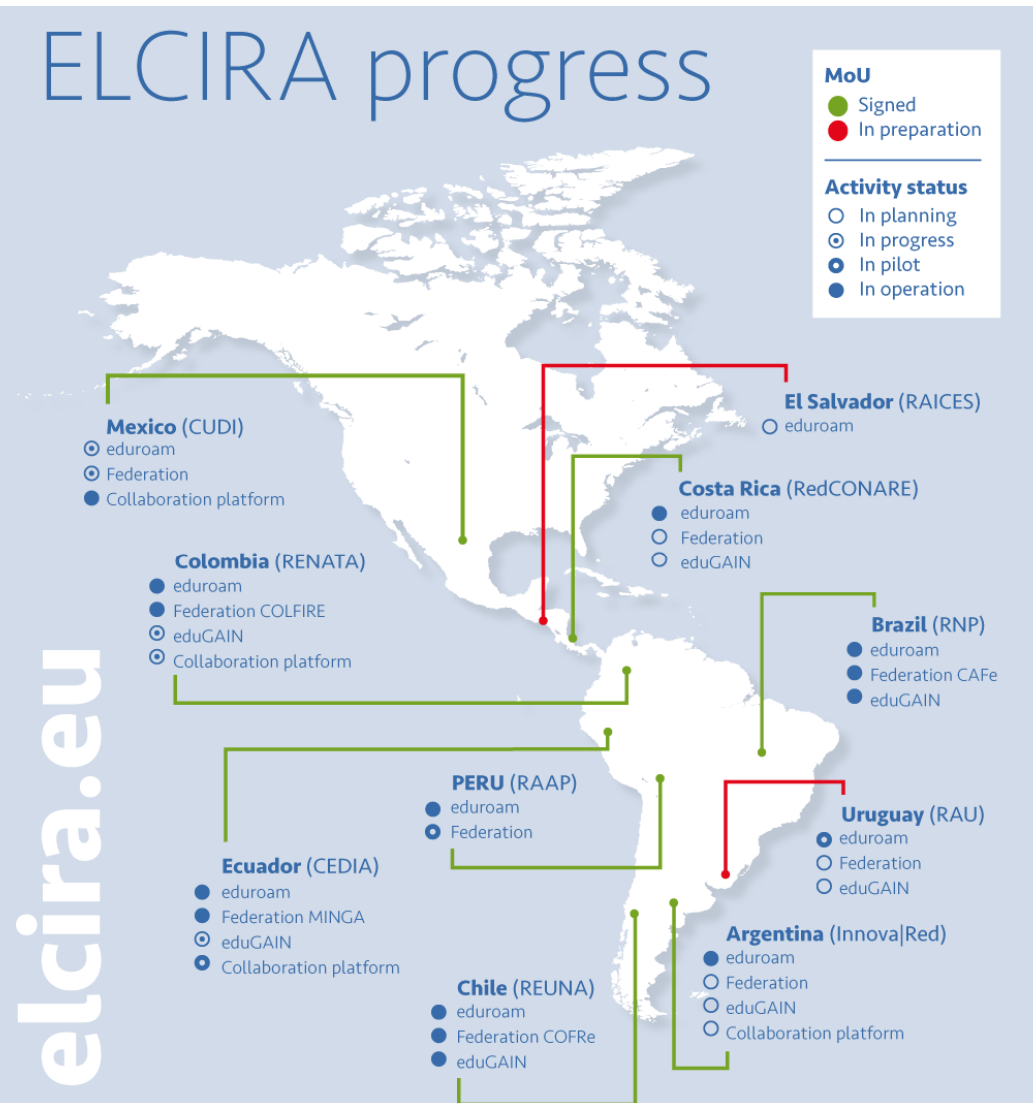 ELCIRA progress
MoU
Signed
In preparation
Activity status
In planning
In progress
In pilot
In operation
El Salvador (RAICES)
eduroam
Mexico (CUDI)
eduroam
Federation
Collaboration platform
Costa Rica (RedCONARE)
eduroam
Federation
eduGAIN
Colombia (RENATA)
eduroam
Federation COLFIRE
eduGAIN
Collaboration platform
Brazil (RNP)
eduroam
Federation CAFe
eduGAIN
PERU (RAAP)
eduroam
Federation
Uruguay (RAU)
eduroam
Federation
eduGAIN
Ecuador (CEDIA)
eduroam
Federation MINGA
eduGAIN
Collaboration platform
Argentina (Innova|Red)
eduroam
Federation
eduGAIN
Collaboration platform
Chile (REUNA)
eduroam
Federation COFRe
eduGAIN
elcira.eu